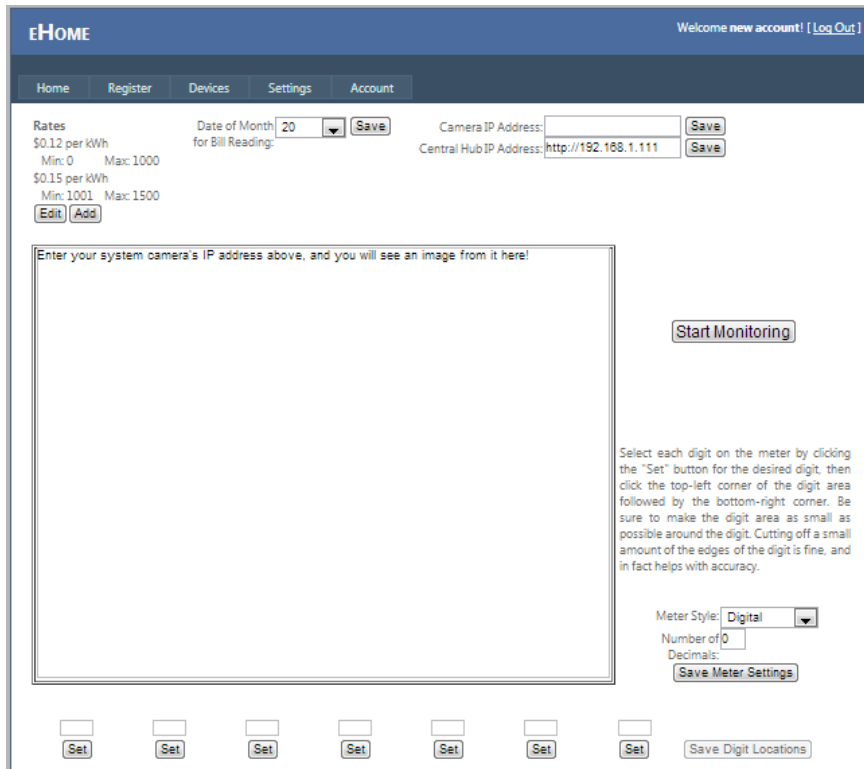 EHOME
Welcome new account! [ Log Out ]
Home Register Devices Settings Account
Rates
$0.12 per kWh
Min: 0 Max: 1000
$0.15 per kWh
Min: 1001 Max: 1500
Edit Add
Date of Month 20 Save
for Bill Reading:
Camera IP Address: Save
Central Hub IP Address: http://192.168.1.111 Save
Enter your system camera's IP address above, and you will see an image from it here!
Start Monitoring
Select each digit on the meter by clicking
the "Set" button for the desired digit, then
click the top-left corner of the digit area
followed by the bottom-right corner. Be
sure to make the digit area as small as
possible around the digit. Cutting off a small
amount of the edges of the digit is fine, and
in fact helps with accuracy.
Meter Style: Digital
Number of 0
Decimals:
Save Meter Settings
Set Set Set Set Set Set Set Save Digit Locations